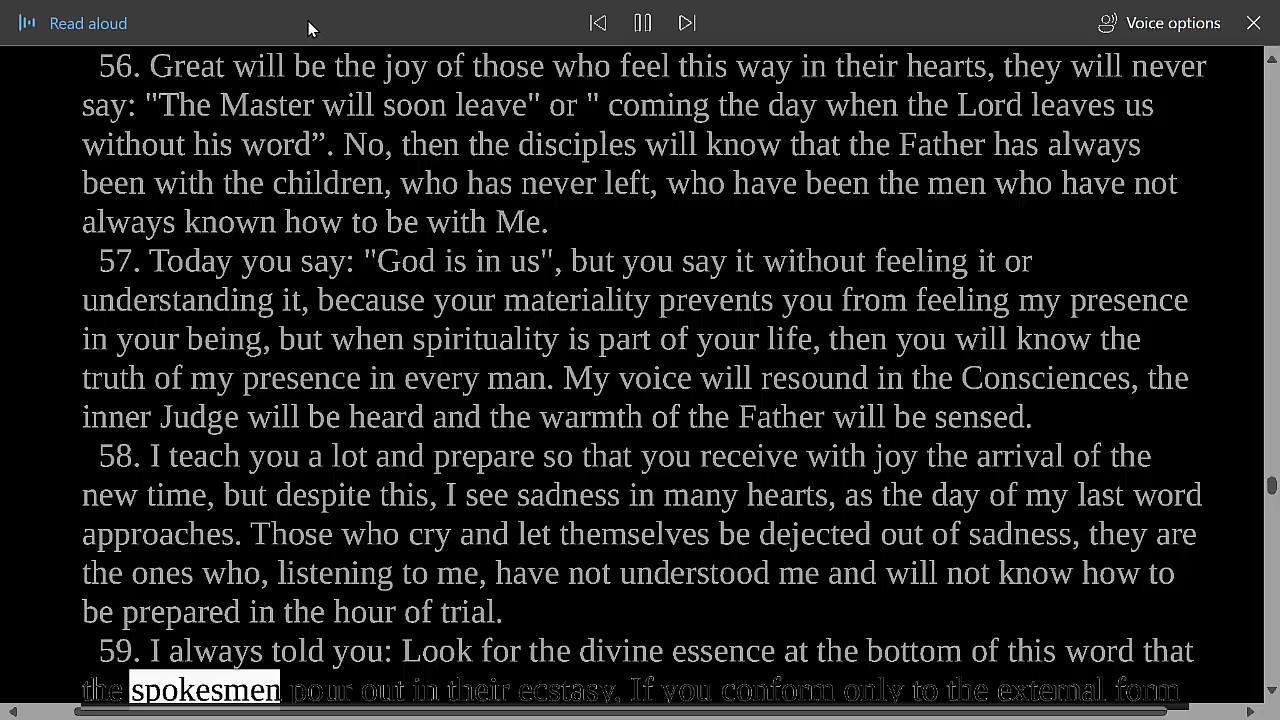 Read aloud
Voice options
56. Great will be the joy of those who feel this way in their hearts, they will never
say: "The Master will soon leave" or " coming the day when the Lord leaves us
without his word”. No, then the disciples will know that the Father has always
been with the children, who has never left, who have been the men who have not
always known how to be with Me.
57. Today you say: "God is in us", but you say it without feeling it or
understanding it, because your materiality prevents you from feeling my presence
in your being, but when spirituality is part of your life, then you will know the
truth of my presence in every man. My voice will resound in the Consciences, the
inner Judge will be heard and the warmth of the Father will be sensed.
58. I teach you a lot and prepare so that you receive with joy the arrival of the
new time, but despite this, I see sadness in many hearts, as the day of my last word
approaches. Those who cry and let themselves be dejected out of sadness, they are
the ones who, listening to me, have not understood me and will not know how to
be prepared in the hour of trial.
59. I always told you: Look for the divine essence at the bottom of this word that
the spokesmen pour out in their ecstasy, If you conform only to the external form